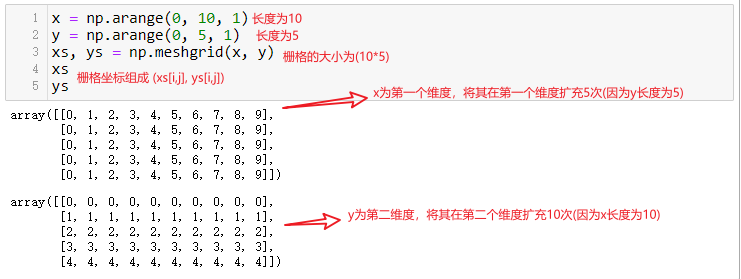 1 x = np.arange(0, 10, 1) 长度为10
2 y = np.arange(0, 5, 1) 长度为5
3 xs, ys = np.meshgrid(x, y) 栅格的大小为(10*5)
4 xs 栅格坐标组成 (xs[i,j], ys[i,j])
5 ys
x为第一个维度，将其在第一个维度扩充5次(因为y长度为5)
array([[0, 1, 2, 3, 4, 5, 6, 7, 8, 9],
[0, 1, 2, 3, 4, 5, 6, 7, 8, 9],
[0, 1, 2, 3, 4, 5, 6, 7, 8, 9],
[0, 1, 2, 3, 4, 5, 6, 7, 8, 9],
[0, 1, 2, 3, 4, 5, 6, 7, 8, 9]])
array([[0, 0, 0, 0, 0, 0, 0, 0, 0, 0],
[1, 1, 1, 1, 1, 1, 1, 1, 1, 1],
y为第二维度，将其在第二个维度扩充10次(因为x长度为10)
[2, 2, 2, 2, 2, 2, 2, 2, 2, 2],
[3, 3, 3, 3, 3, 3, 3, 3, 3, 3],
[4, 4, 4, 4, 4, 4, 4, 4, 4, 4]])